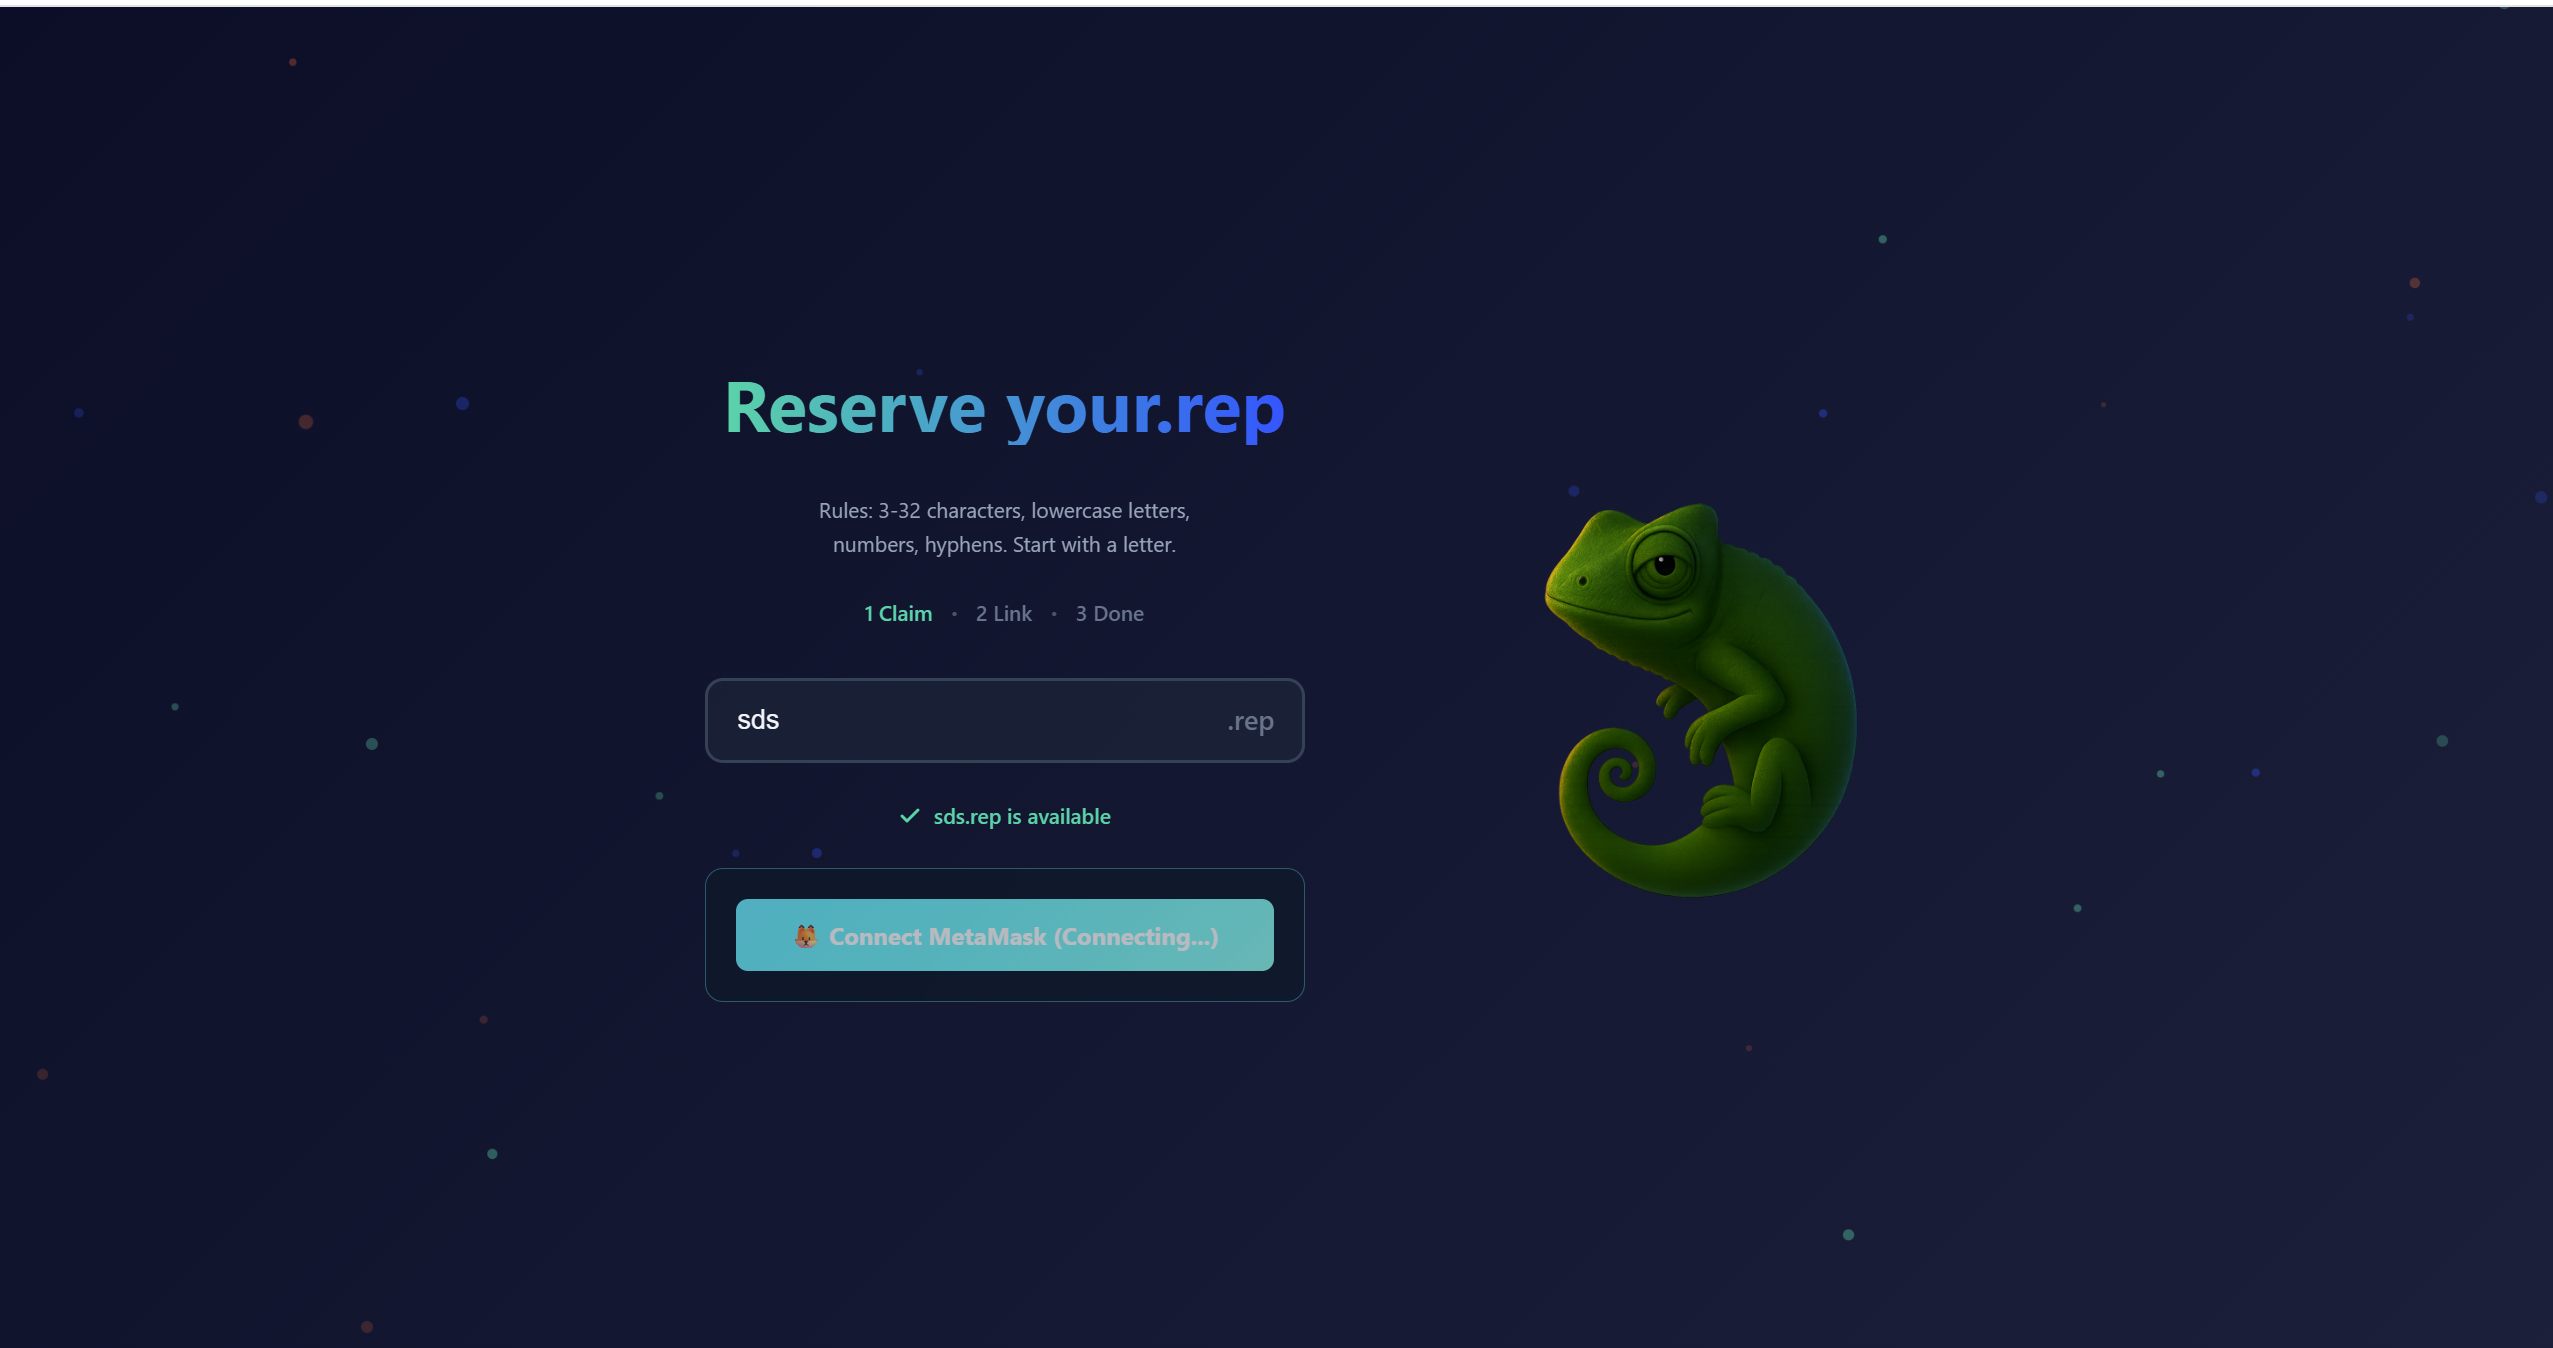 Reserve your.rep
Rules: 3-32 characters, lowercase letters,
numbers, hyphens. Start with a letter.
1 Claim • 2 Link • 3 Done
sds .rep
✓ sds.rep is available
🦊 Connect MetaMask (Connecting...)